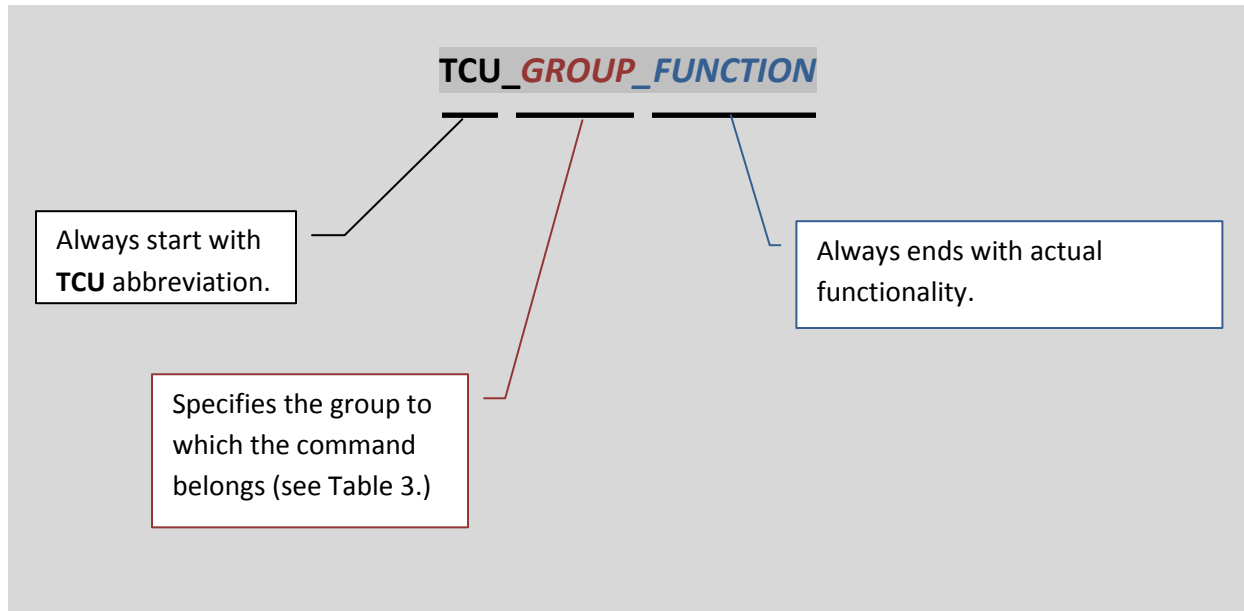 TCU_GROUP_FUNCTION
Always start with
TCU abbreviation.
Always ends with actual
functionality.
Specifies the group to
which the command
belongs (see Table 3.)